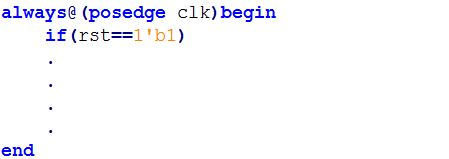 always@(posedge clk)begin
    if(rst==1'b1)
    .
    .
    .
    .
end